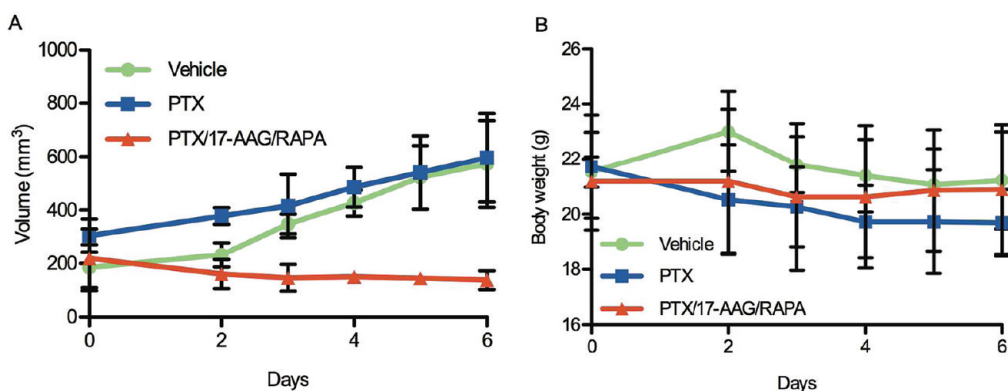 A
Volume (mm³)
1000
800
600
400
200
0
Vehicle
PTX
PTX/17-AAG/RAPA
0 2 4 6
Days
B
Body weight (g)
26
24
22
20
18
16
Vehicle
PTX
PTX/17-AAG/RAPA
0 2 4 6
Days